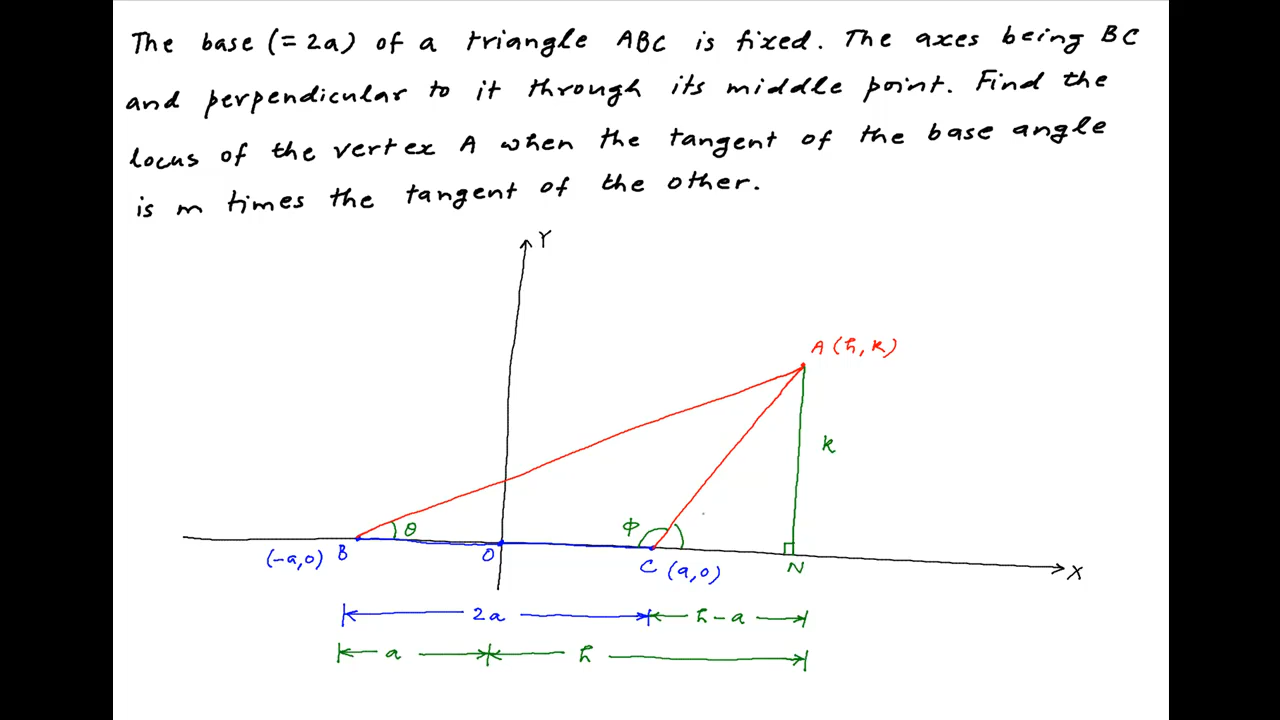 The base (= 2a) of a triangle ABC is fixed. The axes being BC
and perpendicular to it through its middle point. Find the
locus of the vertex A when the tangent of the base angle
is m times the tangent of the other.
Y
A (h, k)
k
θ
φ
(-a, 0) B
O
C (a, 0)
N
X
2a
h - a
a
h